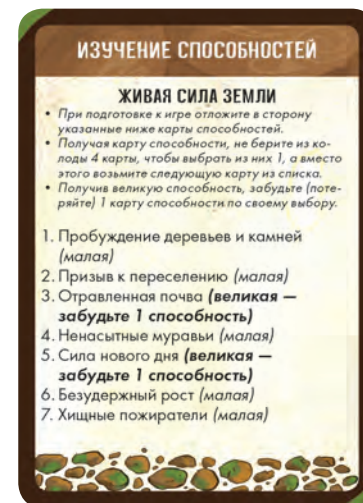 ИЗУЧЕНИЕ СПОСОБНОСТЕЙ
ЖИВАЯ СИЛА ЗЕМЛИ
• При подготовке к игре отложите в сторону
указанные ниже карты способностей.
• Получая карту способности, не берите из ко-
лоды 4 карты, чтобы выбрать из них 1, а вместо
этого возьмите следующую карту из списка.
• Получив великую способность, забудьте (поте-
ряйте) 1 карту способности по своему выбору.
1. Пробуждение деревьев и камней
(малая)
2. Призыв к переселению (малая)
3. Отравленная почва (великая —
забудьте 1 способность)
4. Ненасытные муравьи (малая)
5. Сила нового дня (великая —
забудьте 1 способность)
6. Безудержный рост (малая)
7. Хищные пожиратели (малая)